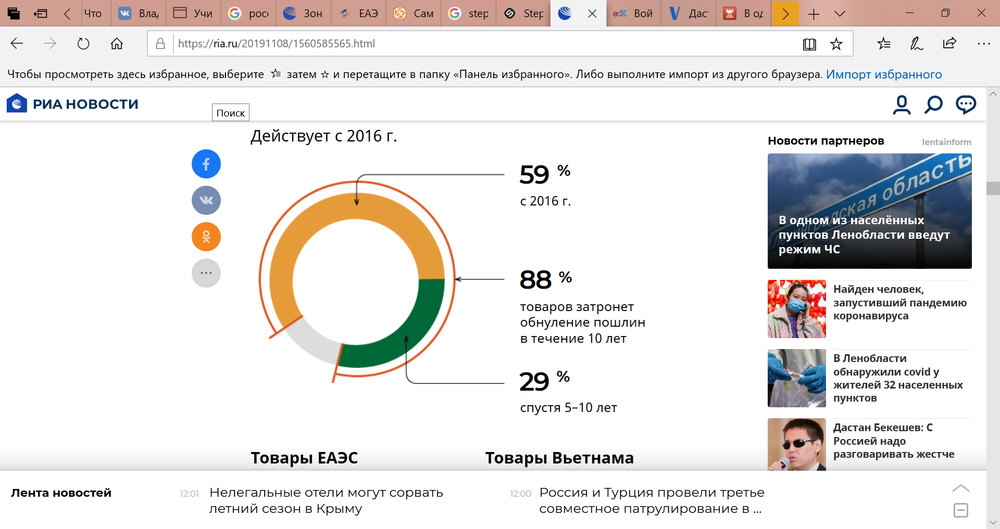 Что
Вла
Учи
рос
Зон
ЕАЭ
Сам
step
Step
edX Вой
Дас
В од
https://ria.ru/20191108/1560585565.html
Чтобы просмотреть здесь избранное, выберите затем и перетащите в папку «Панель избранного». Либо выполните импорт из другого браузера. Импорт избранного
РИА НОВОСТИ
Поиск
Действует с 2016 г.
59 %
с 2016 г.
88 %
товаров затронет
обнуление пошлин
в течение 10 лет
29 %
спустя 5–10 лет
Товары ЕАЭС
Товары Вьетнама
Новости партнеров
lentainform
область
В одном из населённых
пунктов Ленобласти введут
режим ЧС
Найден человек,
запустивший пандемию
коронавируса
В Ленобласти
обнаружили covid у
жителей 32 населенных
пунктов
Дастан Бекешев: С
Россией надо
разговаривать жестче
Лента новостей
12:01
Нелегальные отели могут сорвать
летний сезон в Крыму
12:00
Россия и Турция провели третье
совместное патрулирование в ...